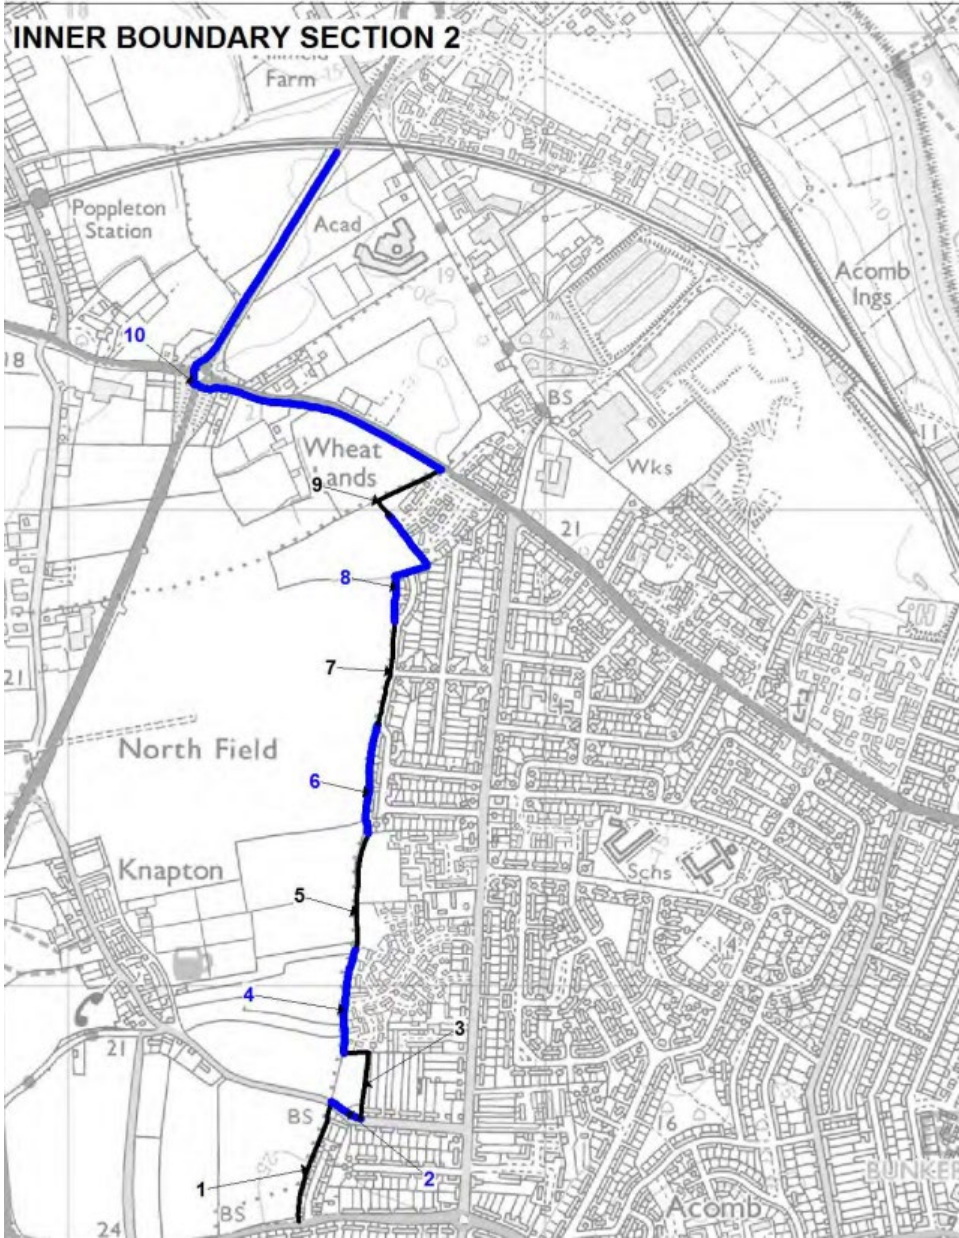 INNER BOUNDARY SECTION 2
Farm
Poppleton
Station
Acad
19
Acomb
Ings
10
18
BS
11
Wheat
Lands
9
Wks
21
8
7
21
North Field
6
Knapton
Schs
5
14
4
3
21
BS
16
1
2
BS
24
Acomb